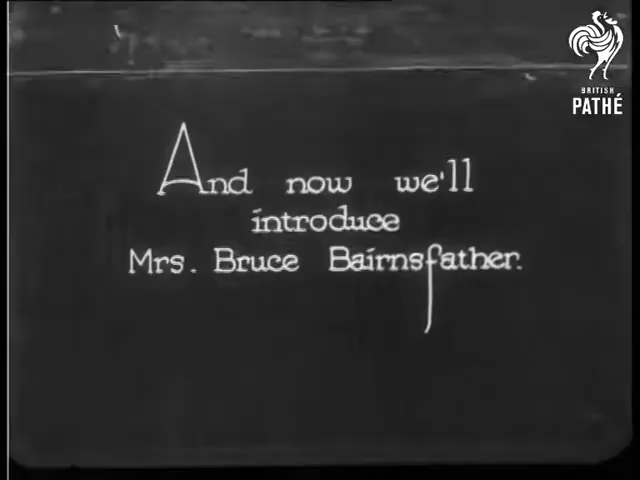 BRITISH
PATHÉ
And now we'll
introduce
Mrs. Bruce Bairnsfather.